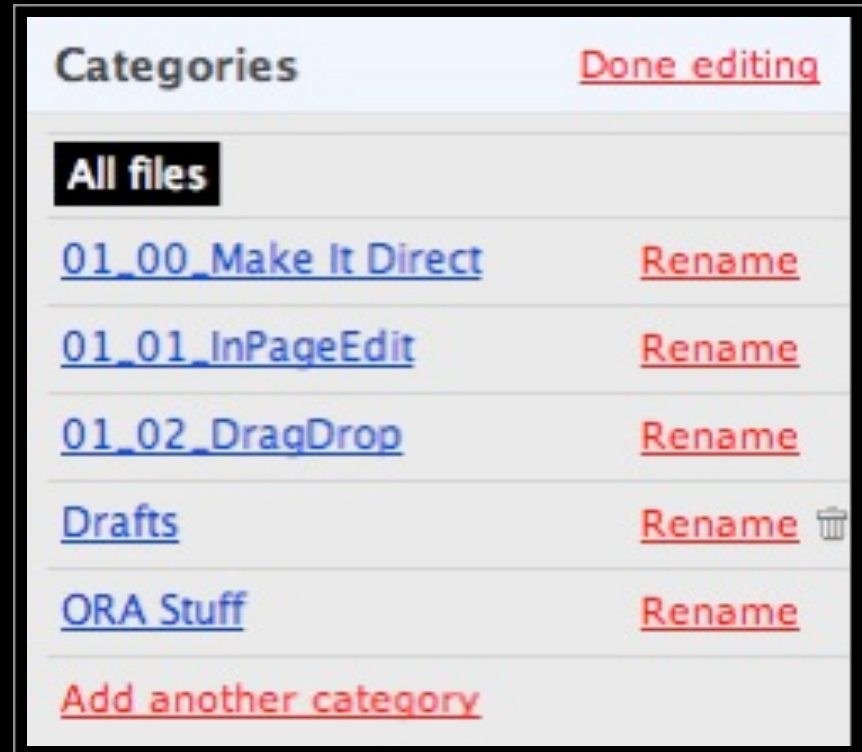 Categories Done editing
All files
01_00_Make It Direct Rename
01_01_InPageEdit Rename
01_02_DragDrop Rename
Drafts Rename
ORA Stuff Rename
Add another category